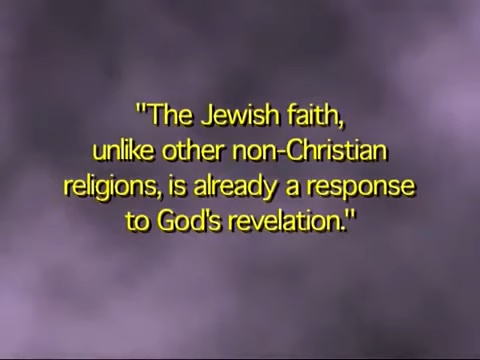 "The Jewish faith,
unlike other non-Christian
religions, is already a response
to God's revelation."